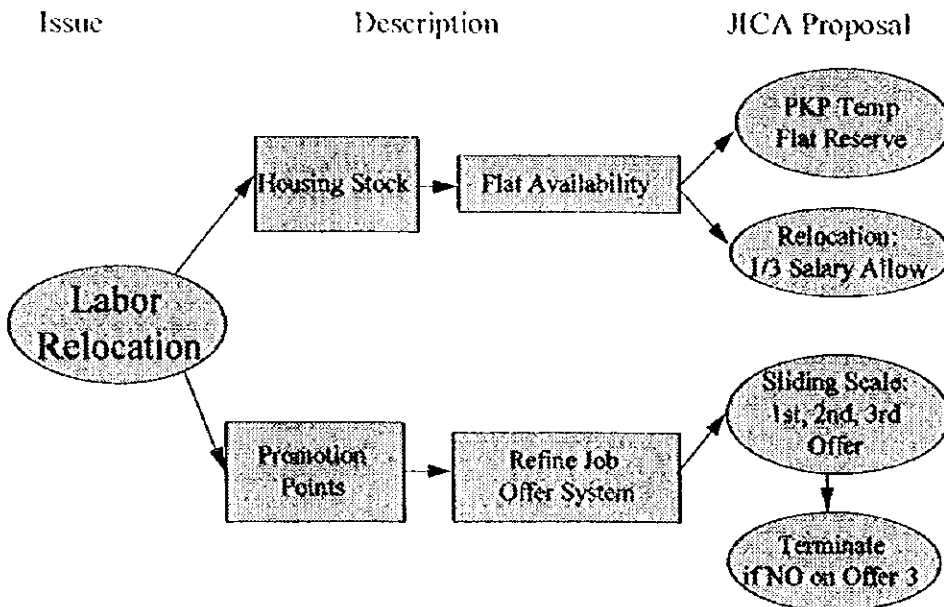 Issue Description JICA Proposal
PKP Temp
Flat Reserve
Housing Stock
Flat Availability
Relocation:
1/3 Salary Allow
Labor
Relocation
Sliding Scale:
1st, 2nd, 3rd
Offer
Promotion
Points
Refine Job
Offer System
Terminate
if NO on Offer 3